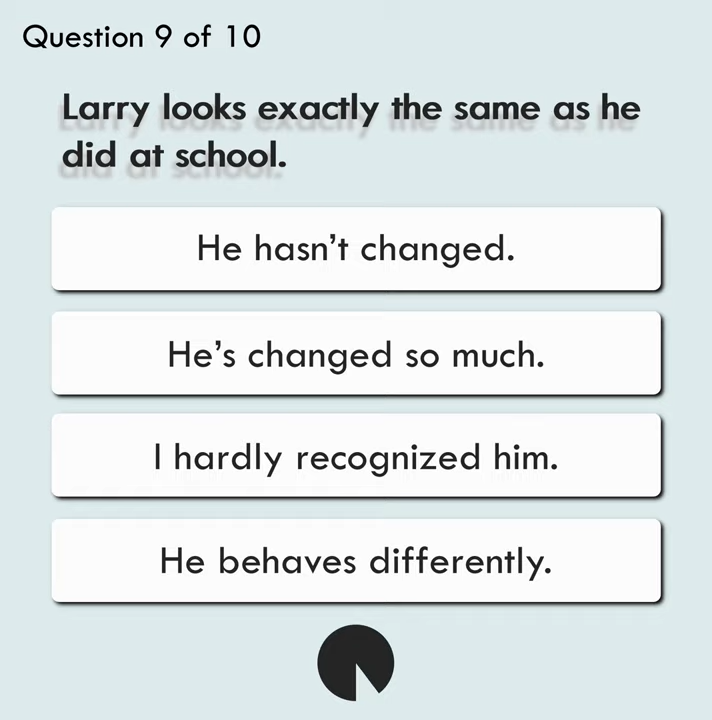 Question 9 of 10
Larry looks exactly the same as he
did at school.
He hasn’t changed.
He’s changed so much.
I hardly recognized him.
He behaves differently.